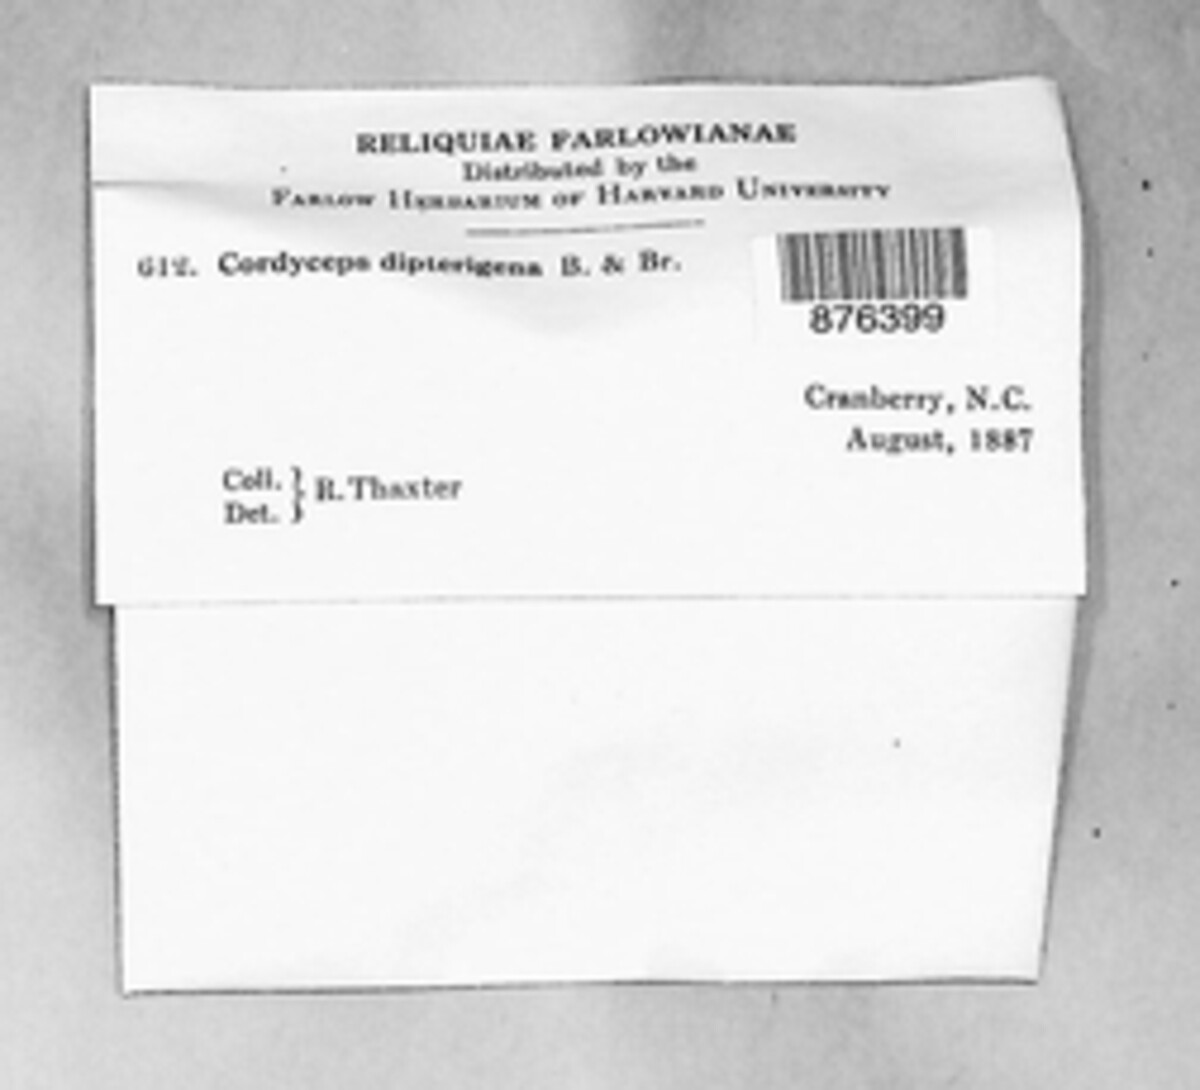 RELIQUIAE FARLOWIANAE
Distributed by the
FARLOW HERBARIUM OF HARVARD UNIVERSITY
612. Cordyceps dipterigena B. & Br.
876399
Cranberry, N.C.
August, 1887
Coll. } R. Thaxter
Det.